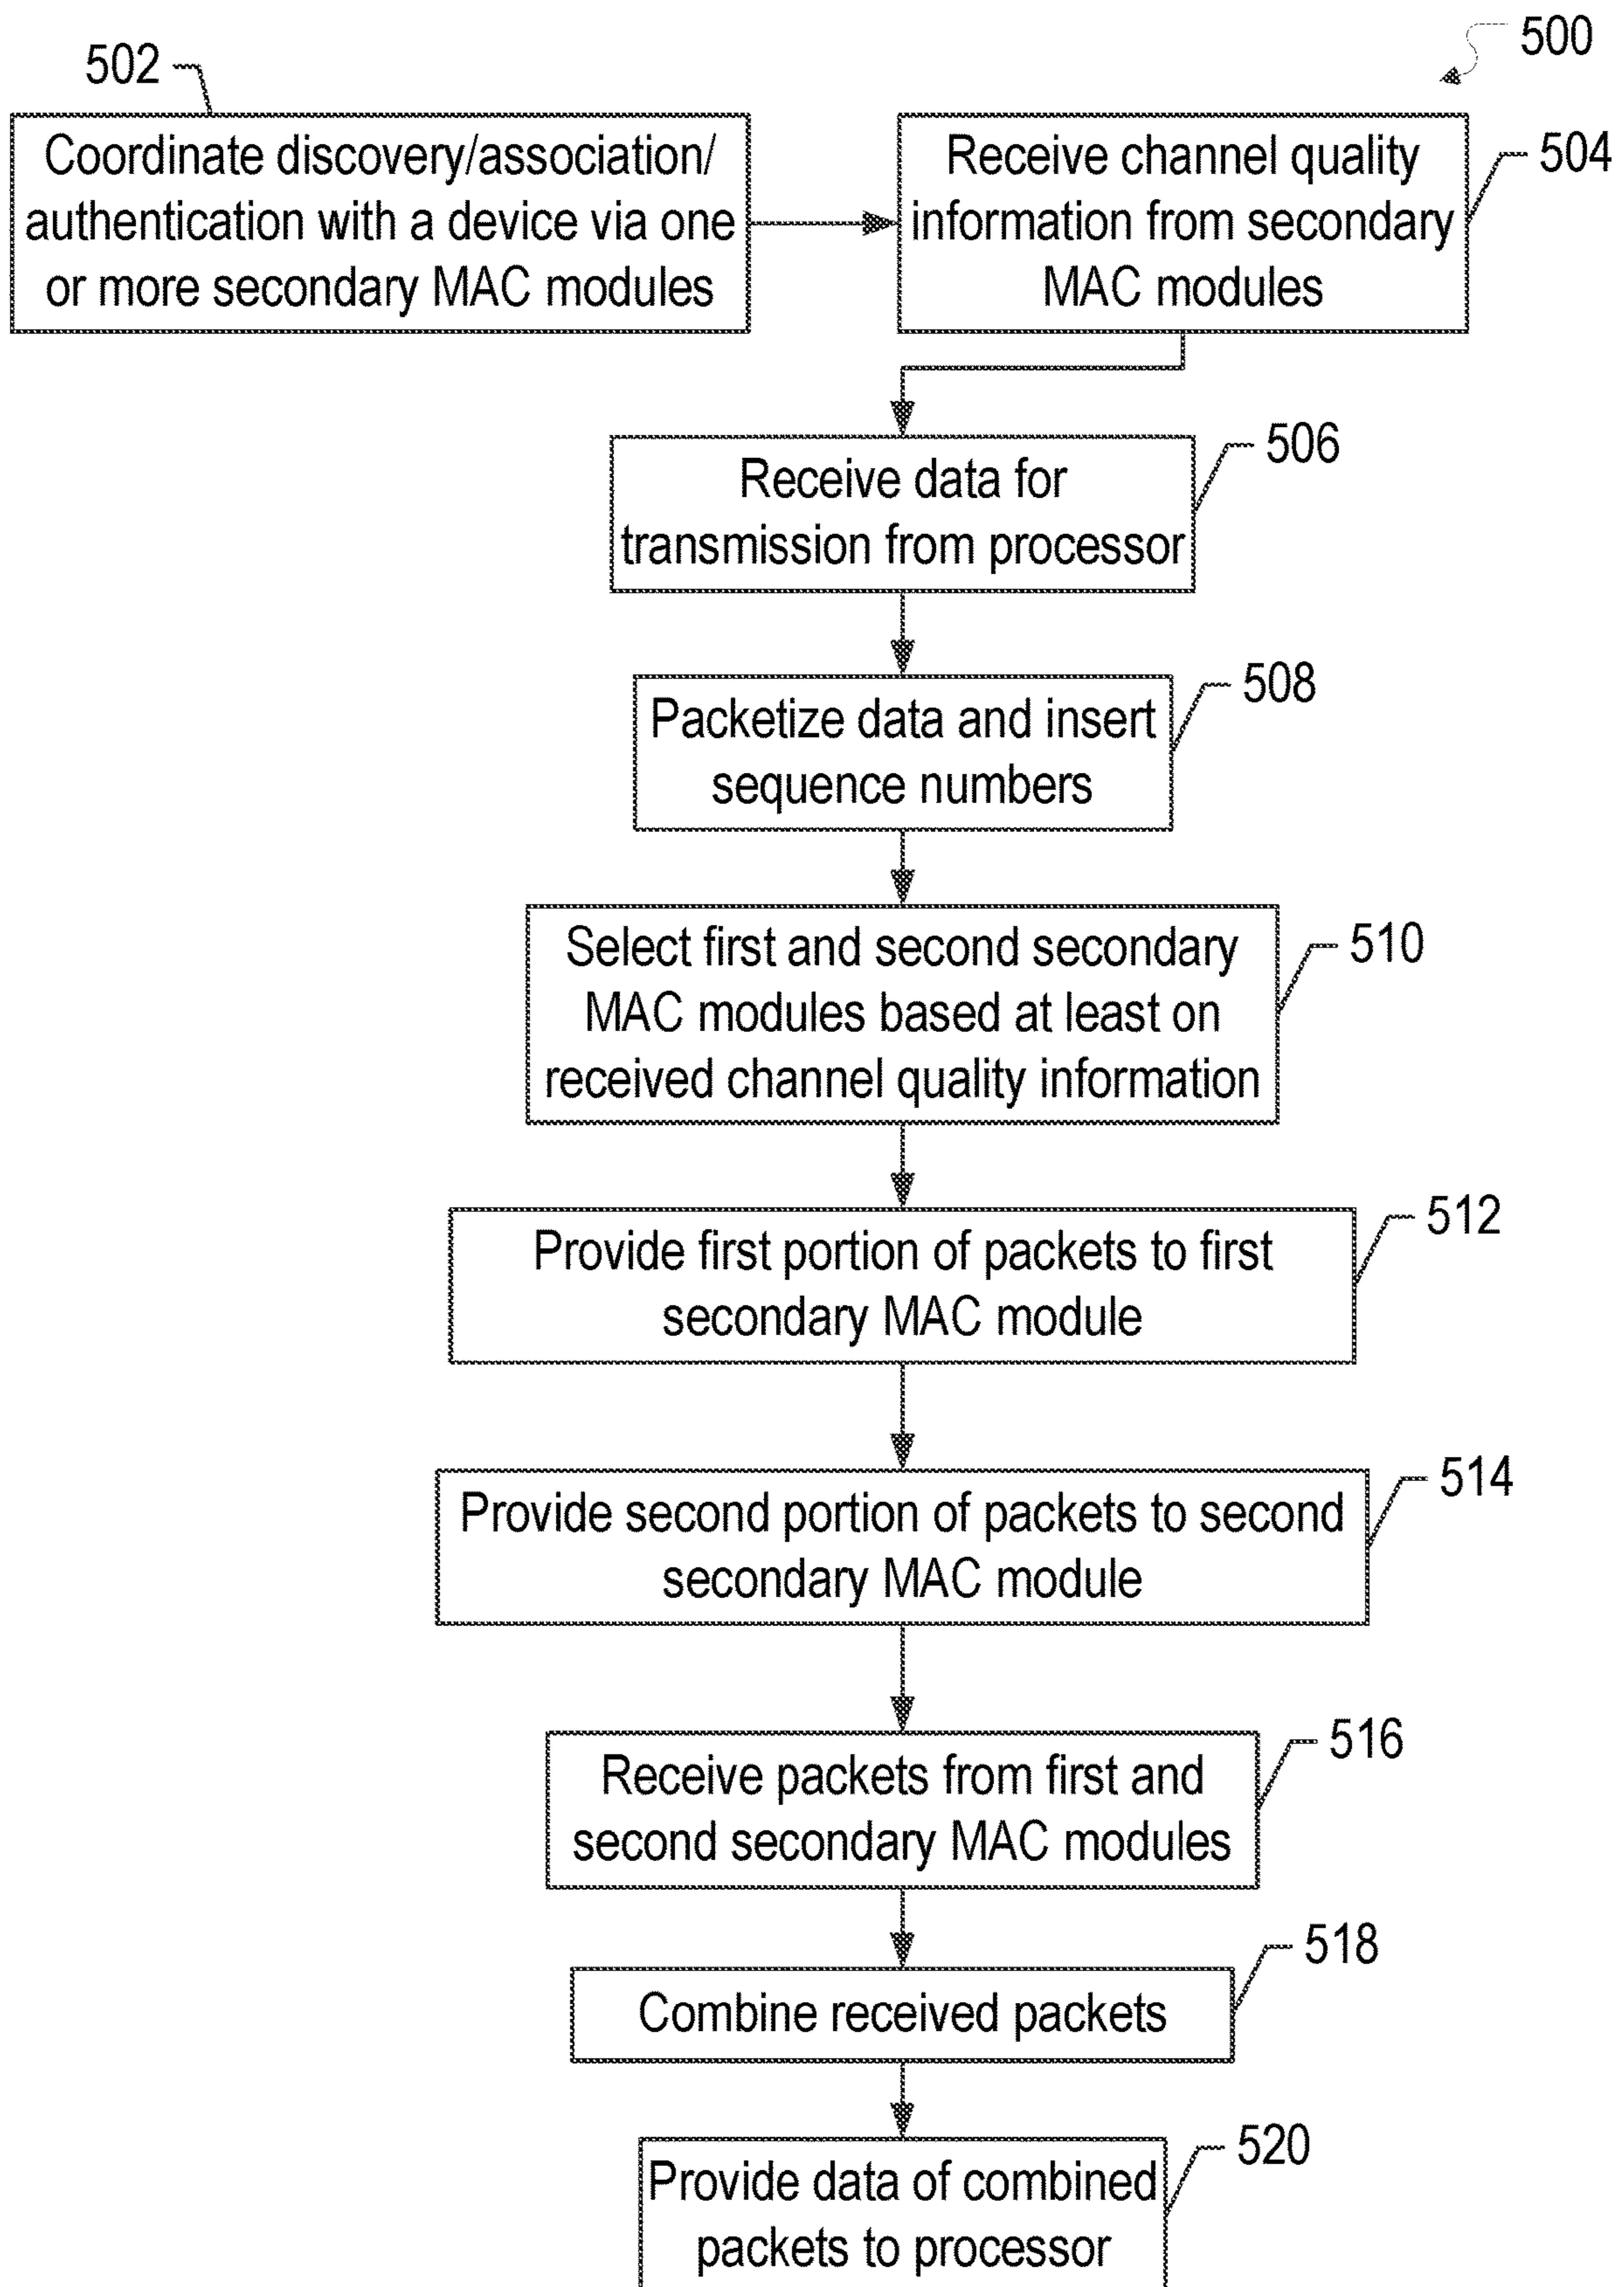 500
502
Coordinate discovery/association/
authentication with a device via one
or more secondary MAC modules
504
Receive channel quality
information from secondary
MAC modules
506
Receive data for
transmission from processor
508
Packetize data and insert
sequence numbers
510
Select first and second secondary
MAC modules based at least on
received channel quality information
512
Provide first portion of packets to first
secondary MAC module
514
Provide second portion of packets to second
secondary MAC module
516
Receive packets from first and
second secondary MAC modules
518
Combine received packets
520
Provide data of combined
packets to processor